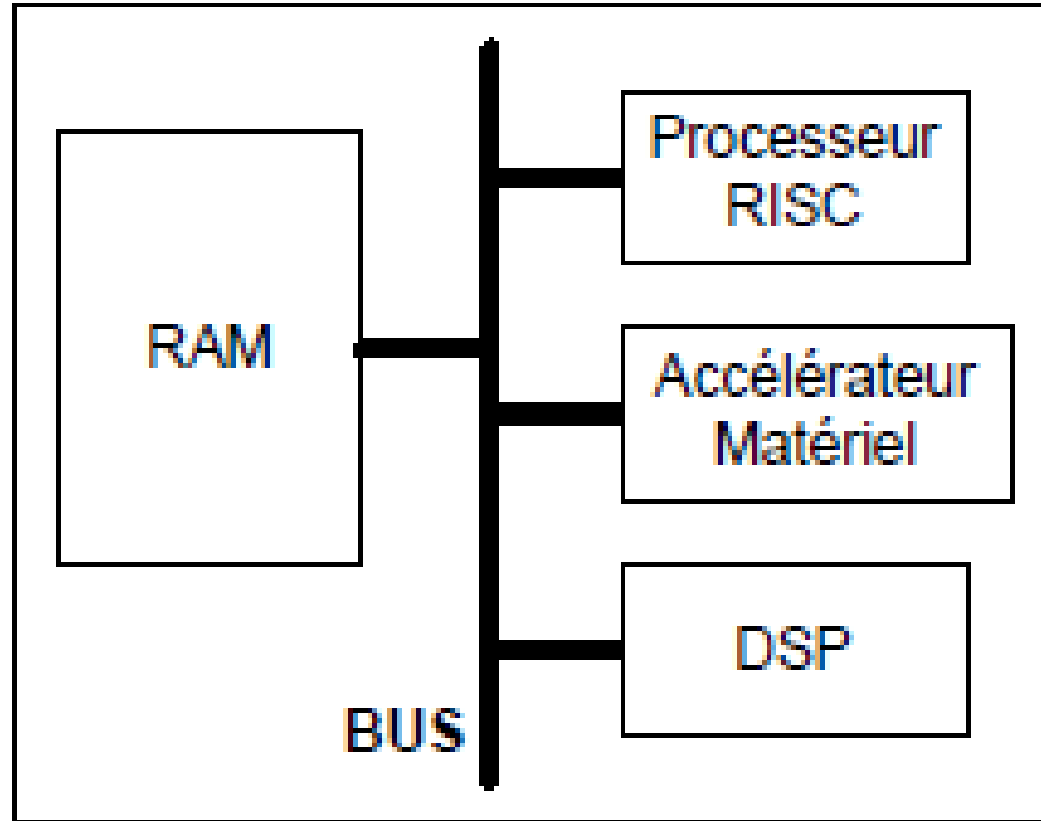 Processeur
RISC
RAM
Accélérateur
Matériel
DSP
BUS